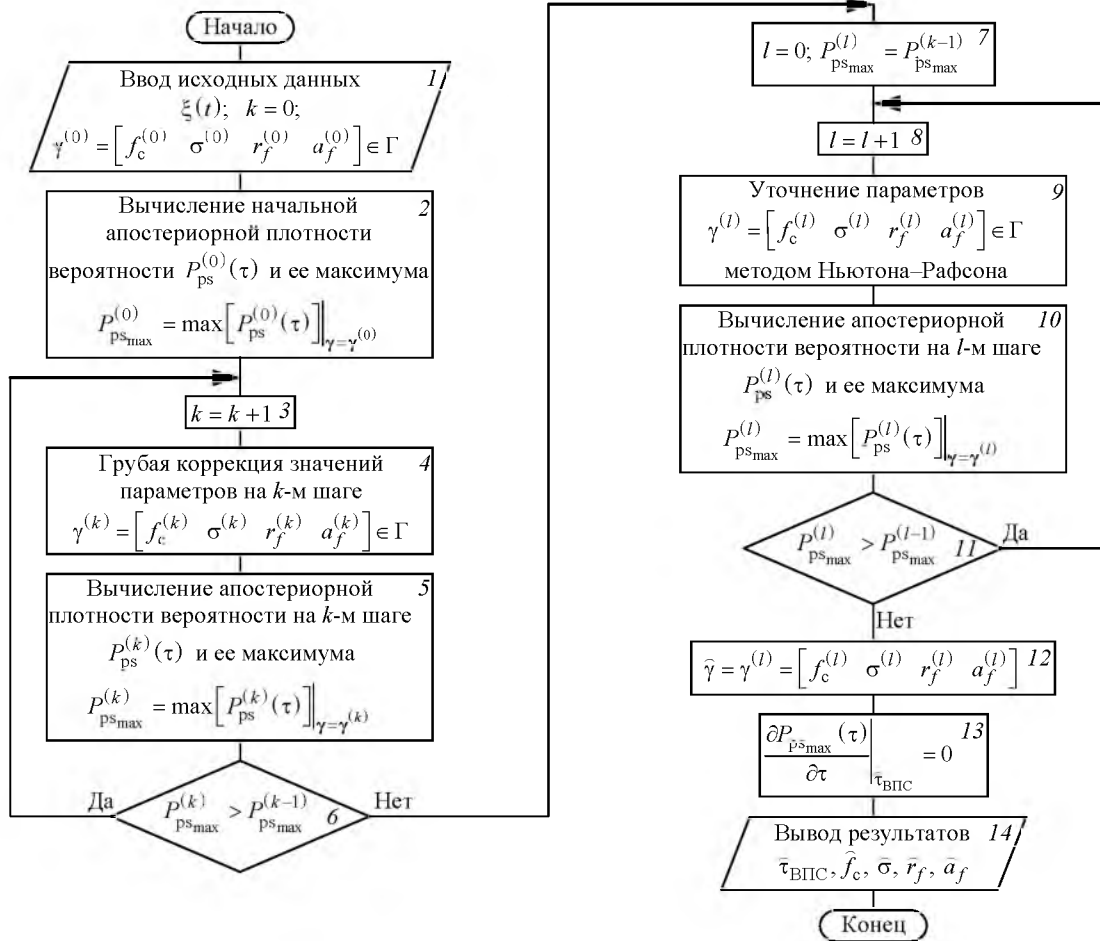 Начало
Ввод исходных данных 1
ξ(t); k = 0;
γ^(0) = [f_c^(0) σ^(0) r_f^(0) a_f^(0)] ∈ Γ
Вычисление начальной 2
апостериорной плотности
вероятности P_ps^(0)(τ) и ее максимума
P_ps_max^(0) = max[P_ps^(0)(τ)]|_γ=γ^(0)
k = k +1 3
Грубая коррекция значений 4
параметров на k-м шаге
γ^(k) = [f_c^(k) σ^(k) r_f^(k) a_f^(k)] ∈ Γ
Вычисление апостериорной 5
плотности вероятности на k-м шаге
P_ps^(k)(τ) и ее максимума
P_ps_max^(k) = max[P_ps^(k)(τ)]|_γ=γ^(k)
Да
P_ps_max^(k) > P_ps_max^(k−1) 6
Нет
l = 0; P_ps_max^(l) = P_ps_max^(k−1) 7
l = l +1 8
Уточнение параметров 9
γ^(l) = [f_c^(l) σ^(l) r_f^(l) a_f^(l)] ∈ Γ
методом Ньютона–Рафсона
Вычисление апостериорной 10
плотности вероятности на l-м шаге
P_ps^(l)(τ) и ее максимума
P_ps_max^(l) = max[P_ps^(l)(τ)]|_γ=γ^(l)
P_ps_max^(l) > P_ps_max^(l−1) 11
Да
Нет
γ̂ = γ^(l) = [f_c^(l) σ^(l) r_f^(l) a_f^(l)] 12
∂P_ps_max(τ)/∂τ|_τ̂_ВПС = 0 13
Вывод результатов 14
τ̂_ВПС, f̂_c, σ̂, r̂_f, â_f
Конец